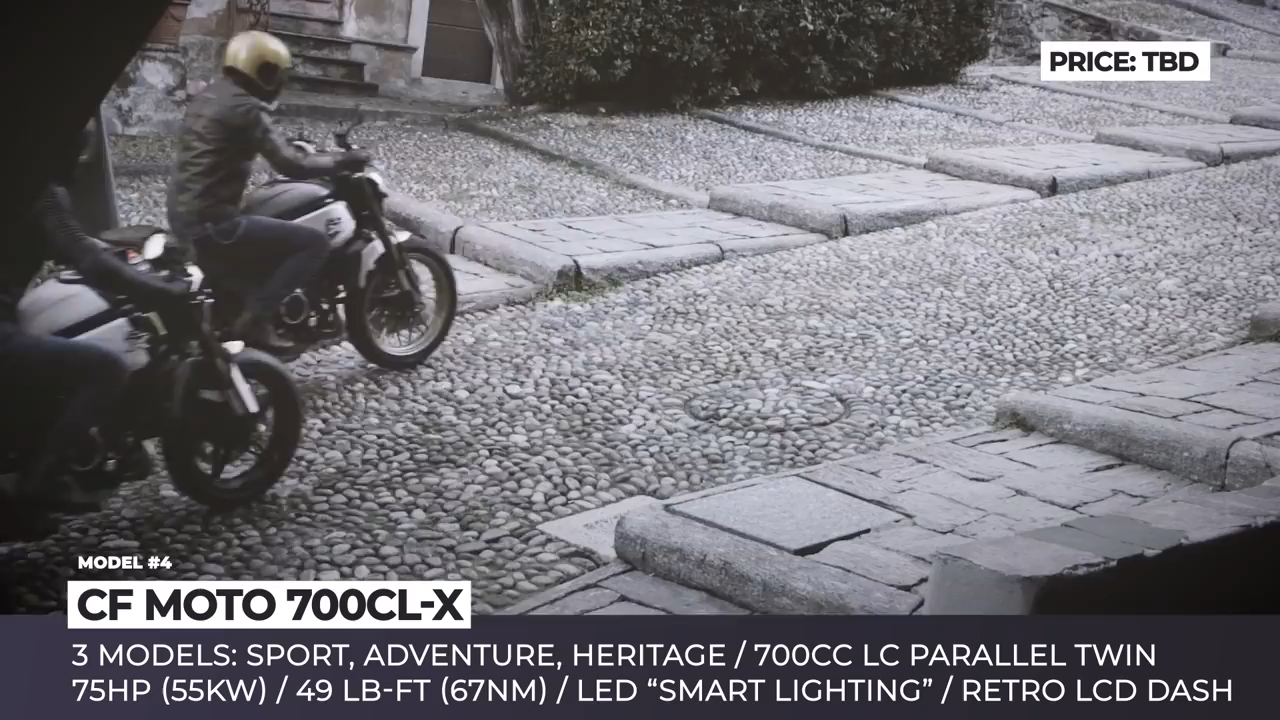 PRICE: TBD
MODEL #4
CF MOTO 700CL-X
3 MODELS: SPORT, ADVENTURE, HERITAGE / 700CC LC PARALLEL TWIN
75HP (55KW) / 49 LB-FT (67NM) / LED “SMART LIGHTING” / RETRO LCD DASH